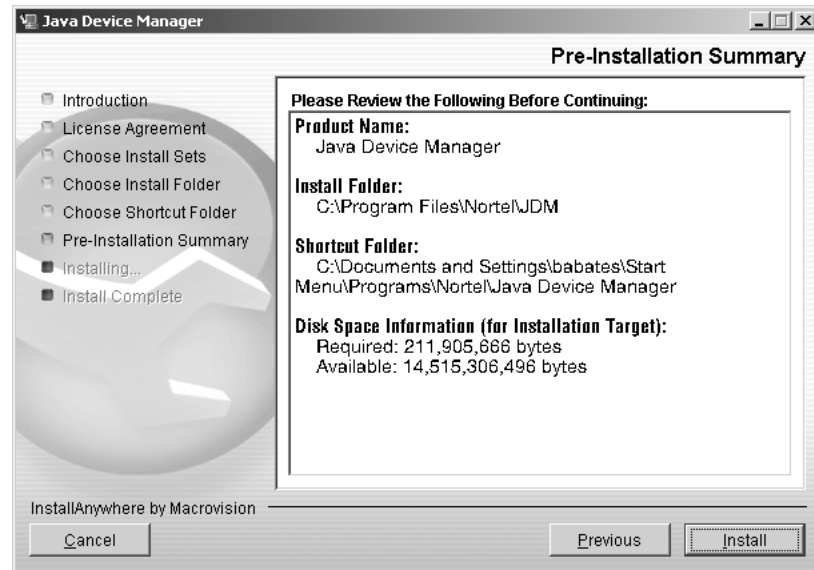 Java Device Manager
Pre-Installation Summary
Introduction
License Agreement
Choose Install Sets
Choose Install Folder
Choose Shortcut Folder
Pre-Installation Summary
Installing...
Install Complete
Please Review the Following Before Continuing:
Product Name:
Java Device Manager
Install Folder:
C:\Program Files\Nortel\JDM
Shortcut Folder:
C:\Documents and Settings\babates\Start
Menu\Programs\Nortel\Java Device Manager
Disk Space Information (for Installation Target):
Required: 211,905,666 bytes
Available: 14,515,306,496 bytes
InstallAnywhere by Macrovision
Cancel
Previous
Install